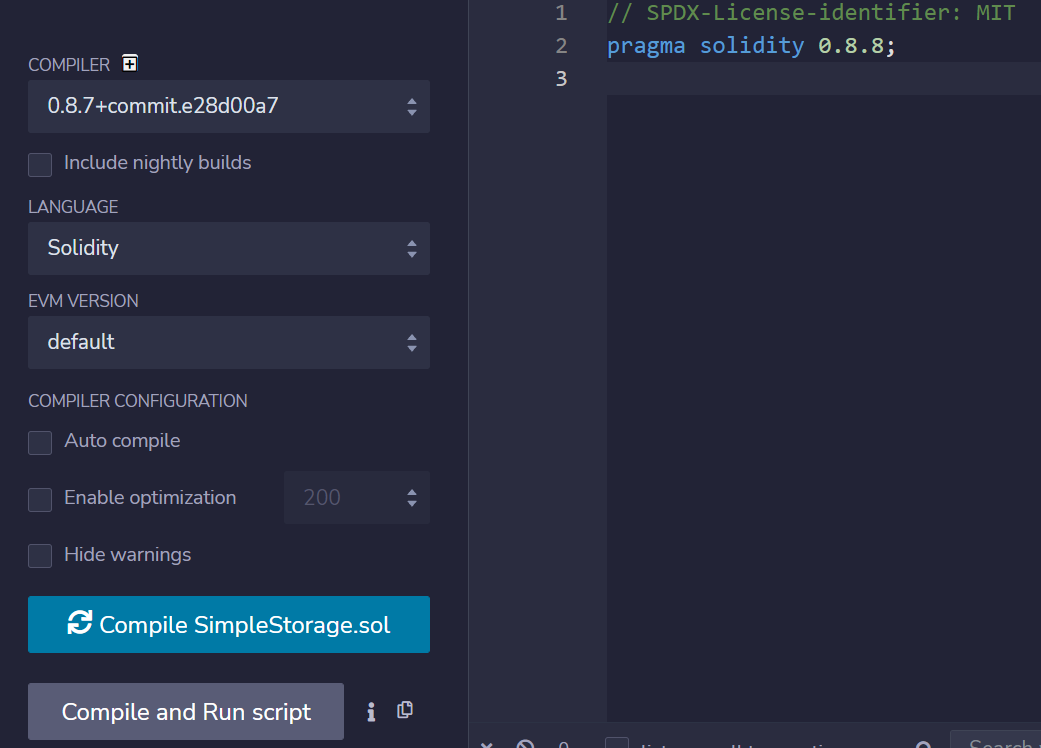 COMPILER
0.8.7+commit.e28d00a7
Include nightly builds
LANGUAGE
Solidity
EVM VERSION
default
COMPILER CONFIGURATION
Auto compile
Enable optimization 200
Hide warnings
Compile SimpleStorage.sol
Compile and Run script
1 // SPDX-License-identifier: MIT
2 pragma solidity 0.8.8;
3
0
Search